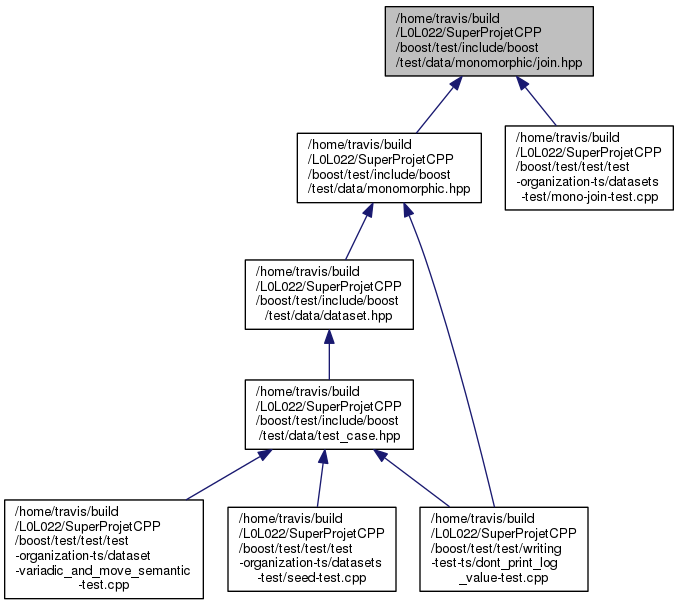 /home/travis/build
/L0L022/SuperProjetCPP
/boost/test/include/boost
/test/data/monomorphic/join.hpp
/home/travis/build
/L0L022/SuperProjetCPP
/boost/test/include/boost
/test/data/monomorphic.hpp
/home/travis/build
/L0L022/SuperProjetCPP
/boost/test/test/test
-organization-ts/datasets
-test/mono-join-test.cpp
/home/travis/build
/L0L022/SuperProjetCPP
/boost/test/include/boost
/test/data/dataset.hpp
/home/travis/build
/L0L022/SuperProjetCPP
/boost/test/include/boost
/test/data/test_case.hpp
/home/travis/build
/L0L022/SuperProjetCPP
/boost/test/test/test
-organization-ts/dataset
-variadic_and_move_semantic
-test.cpp
/home/travis/build
/L0L022/SuperProjetCPP
/boost/test/test/test
-organization-ts/datasets
-test/seed-test.cpp
/home/travis/build
/L0L022/SuperProjetCPP
/boost/test/test/writing
-test-ts/dont_print_log
_value-test.cpp